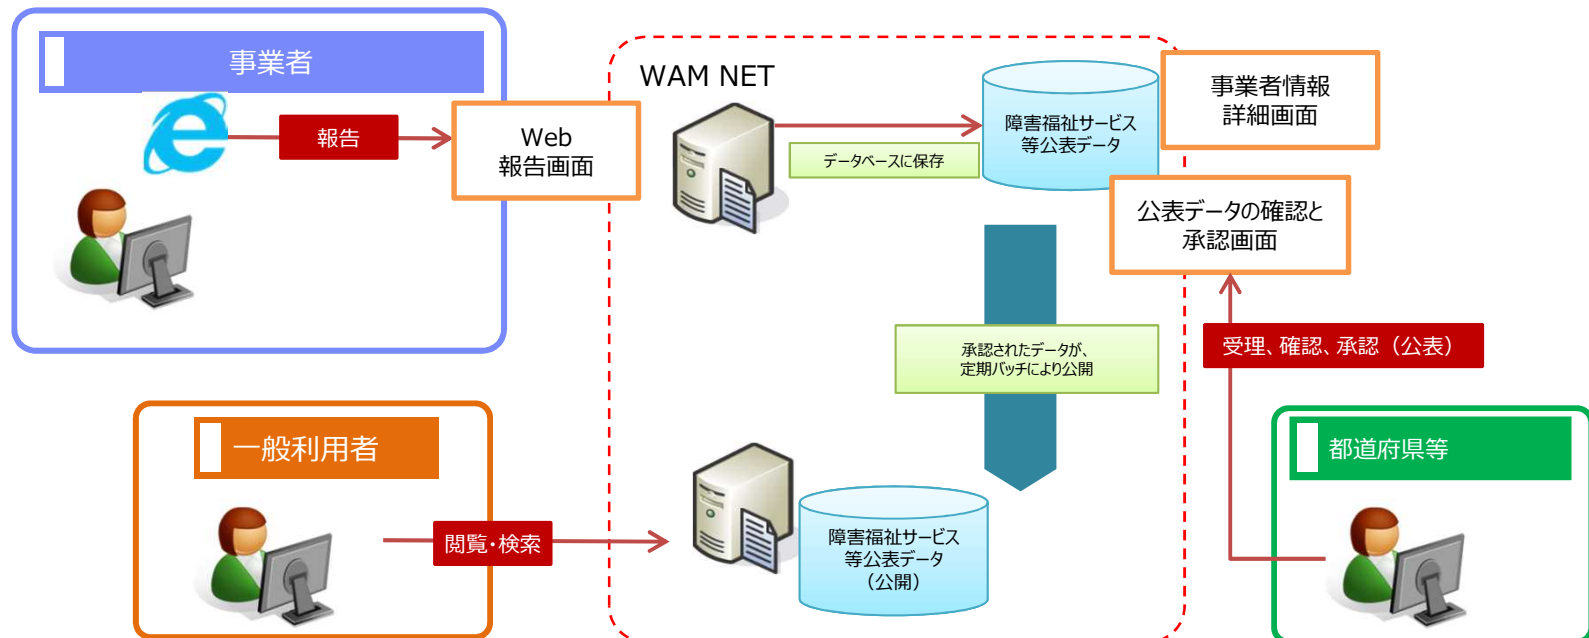 事業者
報告
Web
報告画面
WAM NET
データベースに保存
障害福祉サービス
等公表データ
事業者情報
詳細画面
公表データの確認と
承認画面
承認されたデータが、
定期バッチにより公開
受理、確認、承認（公表）
一般利用者
閲覧・検索
障害福祉サービス
等公表データ
（公開）
都道府県等